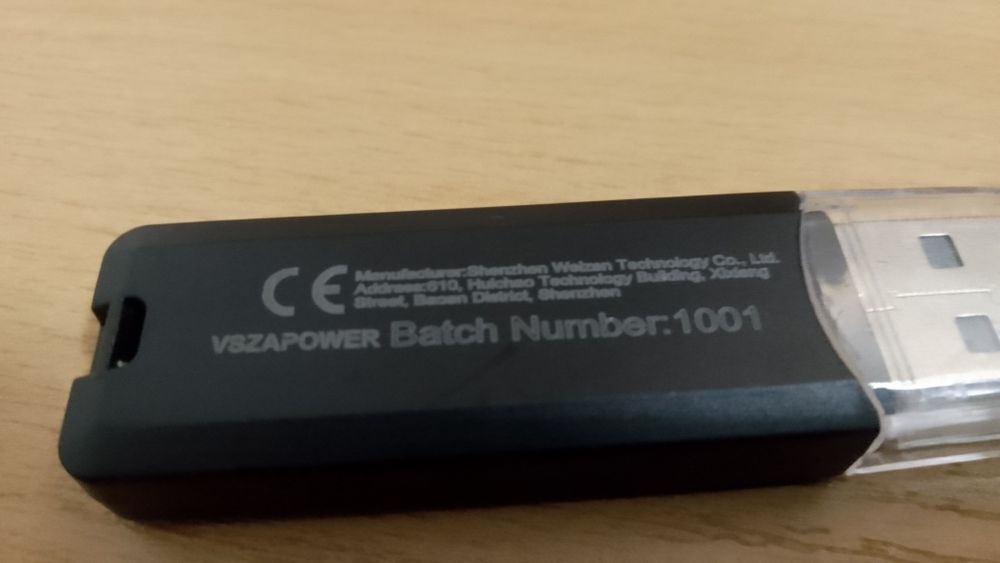 CE
Manufacturer:Shenzhen Weizen Technology Co., Ltd.
Address:610, Huichao Technology Building, Xixiang
Street, Baoan District, Shenzhen
VSZAPOWER Batch Number:1001